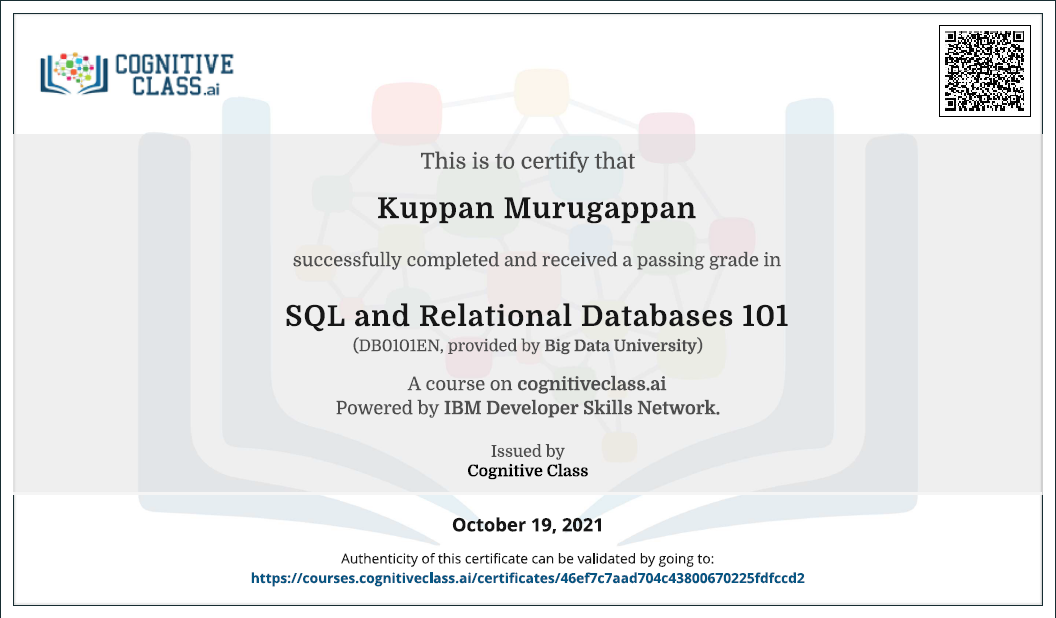 COGNITIVE
CLASS.ai
This is to certify that
Kuppan Murugappan
successfully completed and received a passing grade in
SQL and Relational Databases 101
(DB0101EN, provided by Big Data University)
A course on cognitiveclass.ai
Powered by IBM Developer Skills Network.
Issued by
Cognitive Class
October 19, 2021
Authenticity of this certificate can be validated by going to:
https://courses.cognitiveclass.ai/certificates/46ef7c7aad704c43800670225fdfccd2